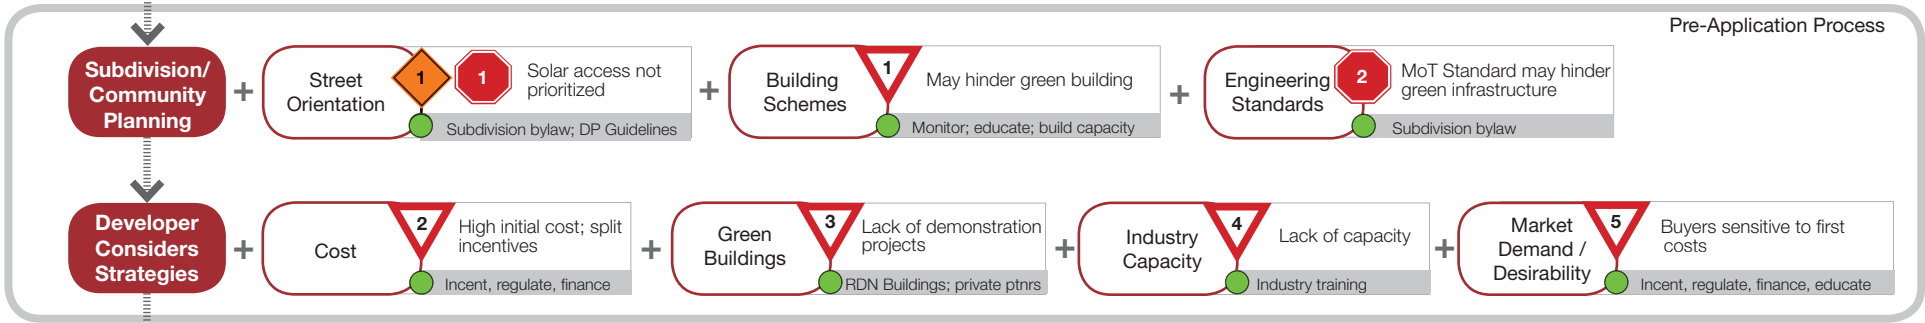 Pre-Application Process
Subdivision/
Community
Planning
+
Street
Orientation
1
1
Solar access not
prioritized
Subdivision bylaw; DP Guidelines
+
Building
Schemes
1
May hinder green building
Monitor; educate; build capacity
+
Engineering
Standards
2
MoT Standard may hinder
green infrastructure
Subdivision bylaw
Developer
Considers
Strategies
+
Cost
2
High initial cost; split
incentives
Incent, regulate, finance
+
Green
Buildings
3
Lack of demonstration
projects
RDN Buildings; private ptnrs
+
Industry
Capacity
4
Lack of capacity
Industry training
+
Market
Demand /
Desirability
5
Buyers sensitive to first
costs
Incent, regulate, finance, educate